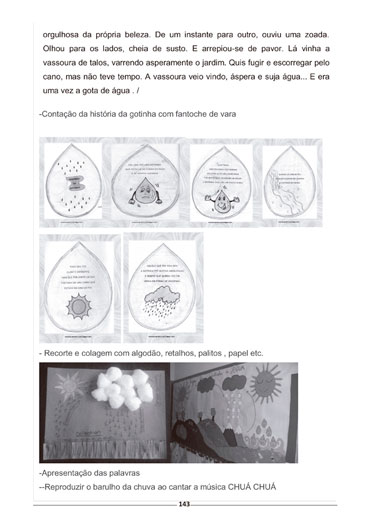 orgulhosa da própria beleza. De um instante para outro, ouviu uma zoada.
Olhou para os lados, cheia de susto. E arrepiou-se de pavor. Lá vinha a
vassoura de talos, varrendo asperamente o jardim. Quis fugir e escorregar pelo
cano, mas não teve tempo. A vassoura veio vindo, áspera e suja água... E era
uma vez a gota de água . /
-Contação da história da gotinha com fantoche de vara
- Recorte e colagem com algodão, retalhos, palitos , papel etc.
-Apresentação das palavras
--Reproduzir o barulho da chuva ao cantar a música CHUÁ CHUÁ
143